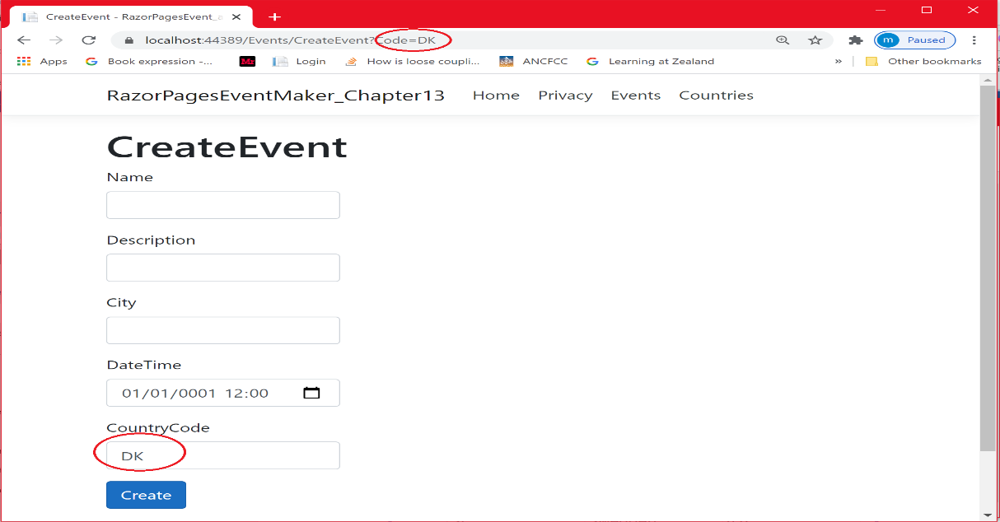 CreateEvent - RazorPagesEvent_a
localhost:44389/Events/CreateEvent?Code=DK
m Paused
Apps Book expression -... Mr Login How is loose coupli... ANCFCC Learning at Zealand » Other bookmarks
RazorPagesEventMaker_Chapter13 Home Privacy Events Countries
CreateEvent
Name
Description
City
DateTime
01/01/0001 12:00
CountryCode
DK
Create